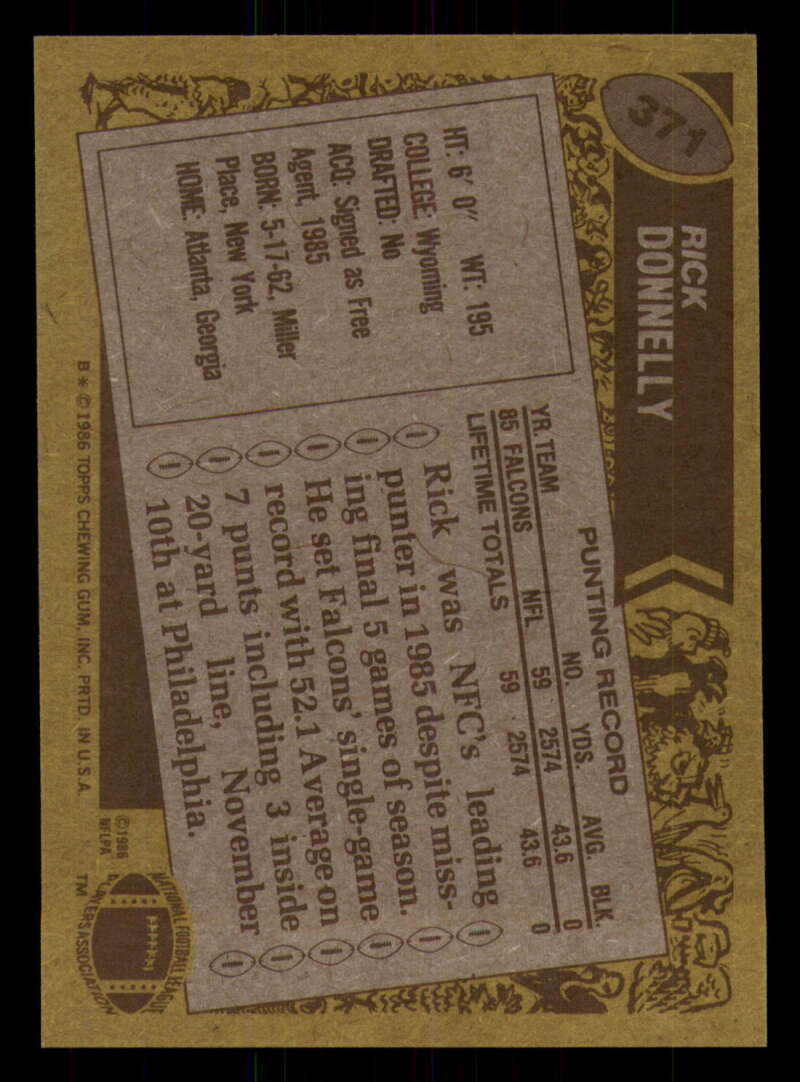 371
RICK
DONNELLY
HT: 6' 0" WT: 195
COLLEGE: Wyoming
DRAFTED: No
ACQ: Signed as Free
Agent, 1985
BORN: 5-17-62, Miller
Place, New York
HOME: Atlanta, Georgia
PUNTING RECORD
NO. YDS. AVG. BLK.
YR. TEAM
85 FALCONS NFL 59 2574 43.6 0
LIFETIME TOTALS 59 2574 43.6 0
Rick was NFC's leading
punter in 1985 despite miss-
ing final 5 games of season.
He set Falcons' single-game
record with 52.1 Average on
7 punts including 3 inside
20-yard line, November
10th at Philadelphia.
B * © 1986 TOPPS CHEWING GUM, INC. PRTD. IN U.S.A.
© 1986
NFLPA
NATIONAL FOOTBALL LEAGUE
PLAYERS ASSOCIATION
TM